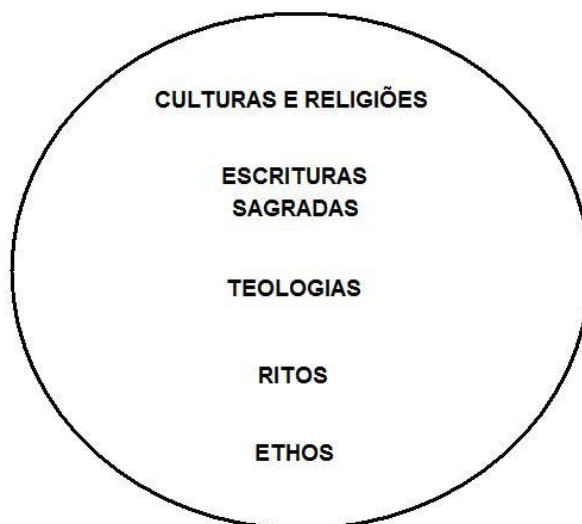 CULTURAS E RELIGIÕES
ESCRITURAS
SAGRADAS
TEOLOGIAS
RITOS
ETHOS